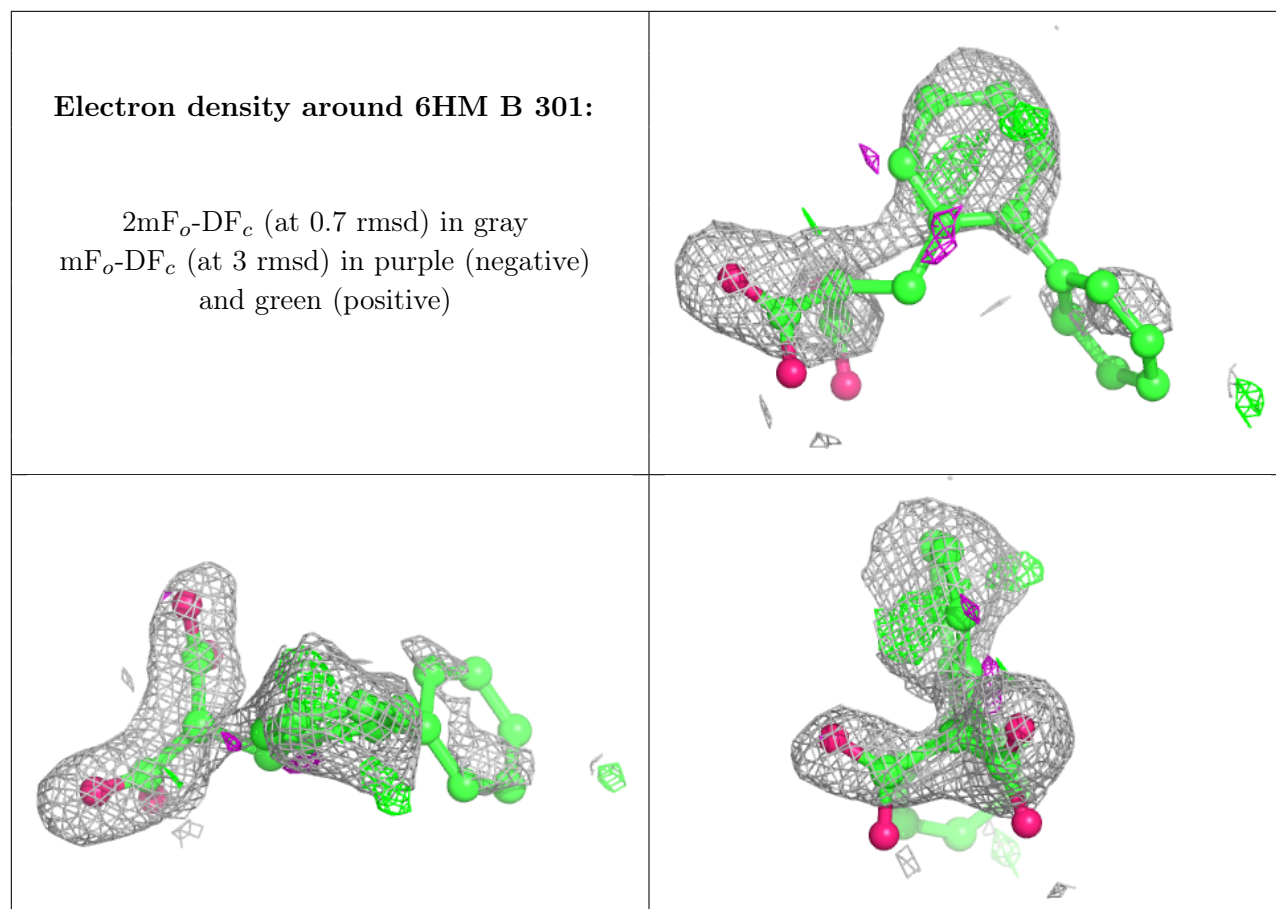 Electron density around 6HM B 301:
2mFo-DFc (at 0.7 rmsd) in gray
mFo-DFc (at 3 rmsd) in purple (negative)
and green (positive)